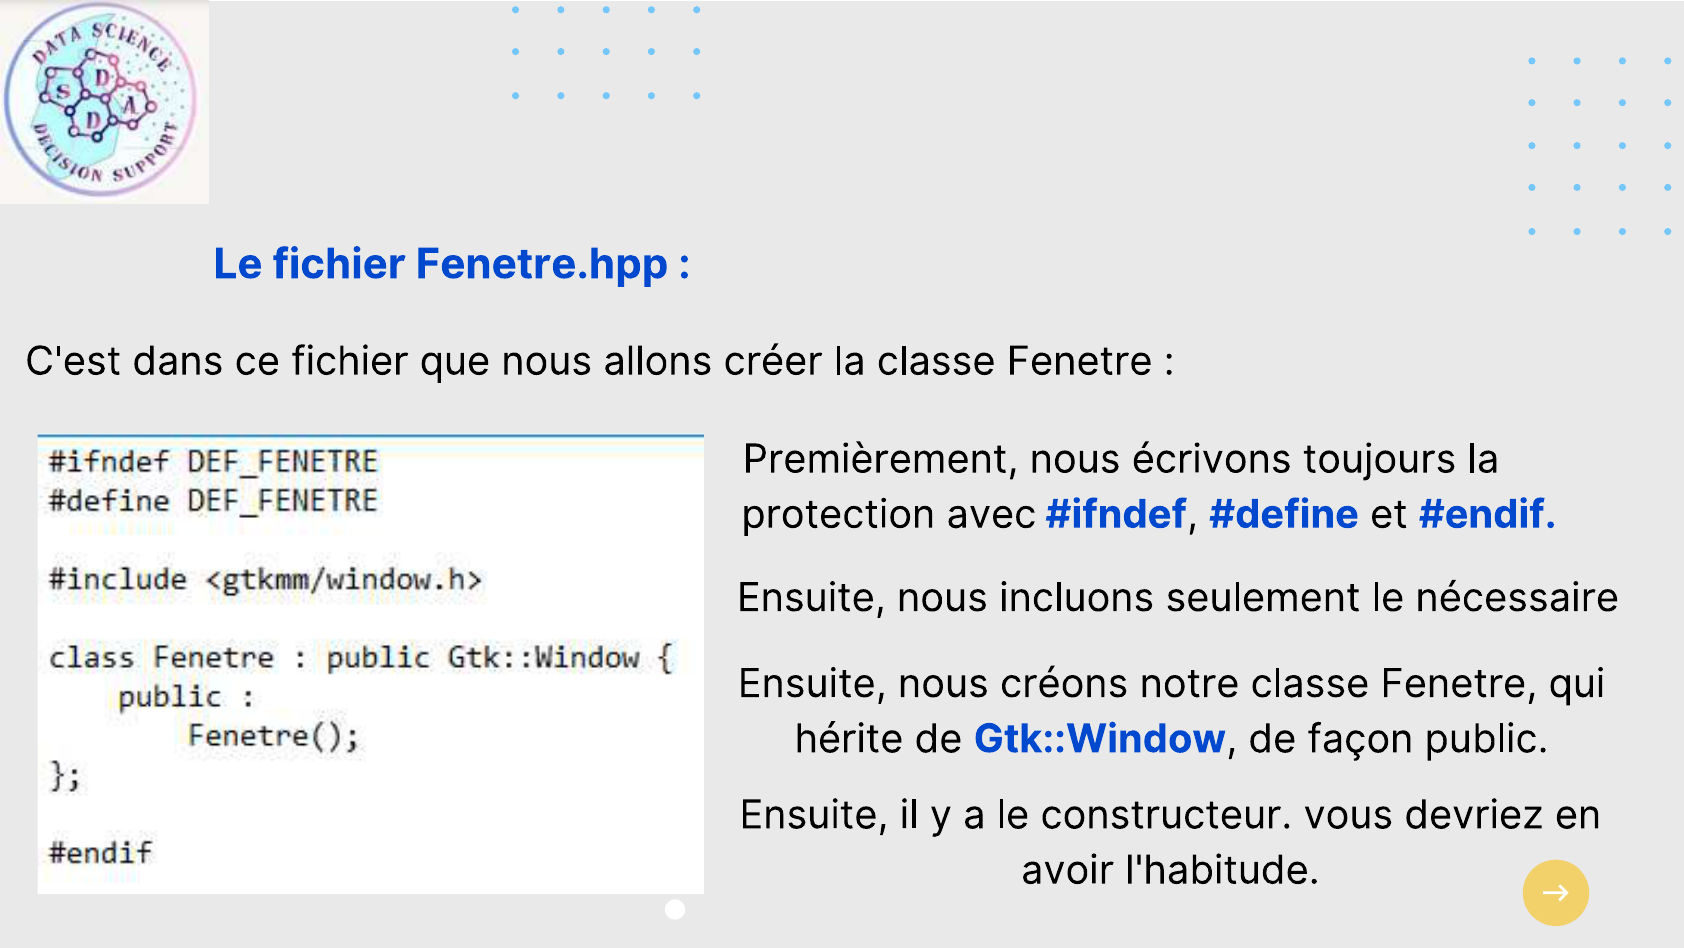 DATA SCIENCE
S D D A
DECISION SUPPORT
Le fichier Fenetre.hpp :
C'est dans ce fichier que nous allons créer la classe Fenetre :
#ifndef DEF_FENETRE
#define DEF_FENETRE
#include <gtkmm/window.h>
class Fenetre : public Gtk::Window {
public :
Fenetre();
};
#endif
Premièrement, nous écrivons toujours la
protection avec #ifndef, #define et #endif.
Ensuite, nous incluons seulement le nécessaire
Ensuite, nous créons notre classe Fenetre, qui
hérite de Gtk::Window, de façon public.
Ensuite, il y a le constructeur. vous devriez en
avoir l'habitude.